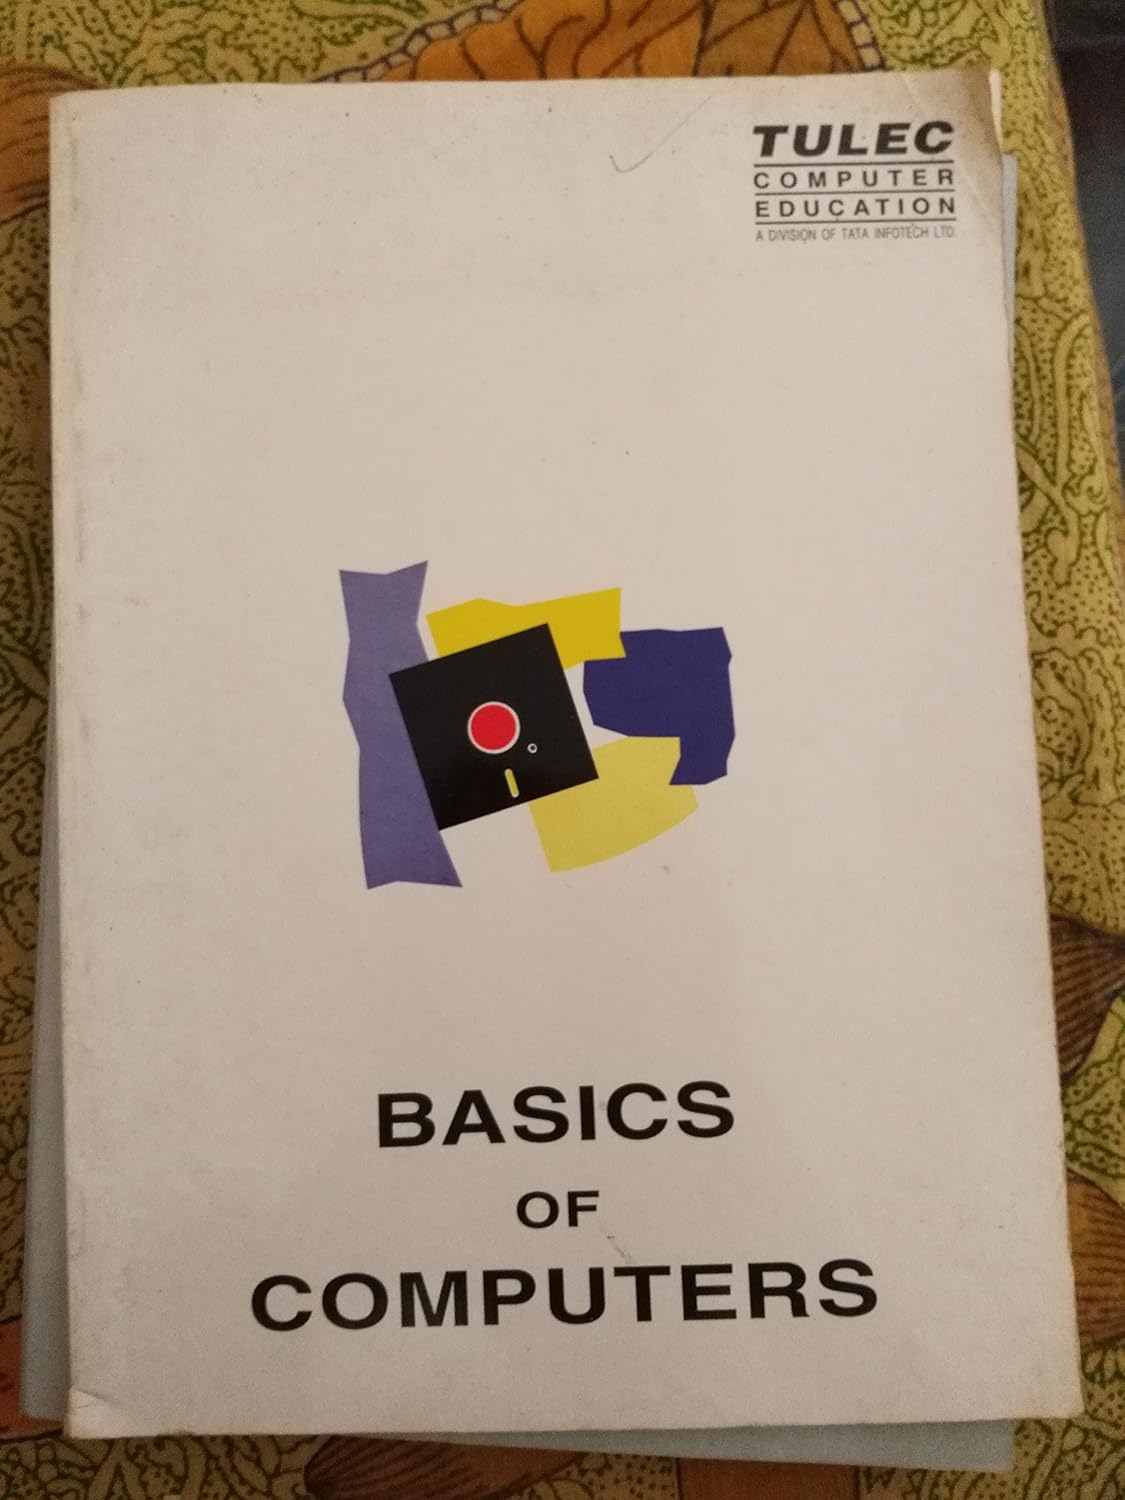 TULEC
COMPUTER
EDUCATION
A DIVISION OF TATA INFOTECH LTD.
BASICS
OF
COMPUTERS